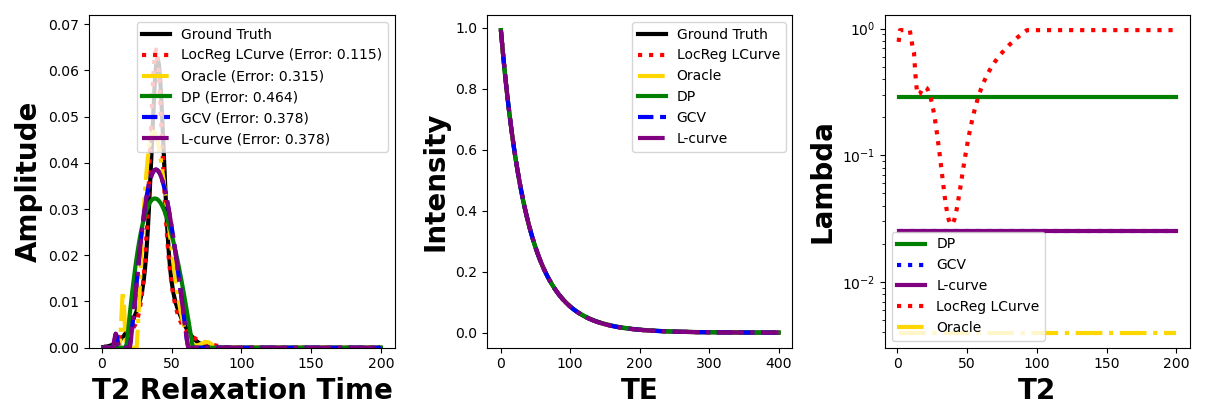 0.07
0.06
0.05
0.04
0.03
0.02
0.01
0.00
Amplitude
Ground Truth
LocReg LCurve (Error: 0.115)
Oracle (Error: 0.315)
DP (Error: 0.464)
GCV (Error: 0.378)
L-curve (Error: 0.378)
0 50 100 150 200
T2 Relaxation Time
1.0
0.8
0.6
0.4
0.2
0.0
Intensity
Ground Truth
LocReg LCurve
Oracle
DP
GCV
L-curve
0 100 200 300 400
TE
10⁰
10⁻¹
10⁻²
Lambda
DP
GCV
L-curve
LocReg LCurve
Oracle
0 50 100 150 200
T2